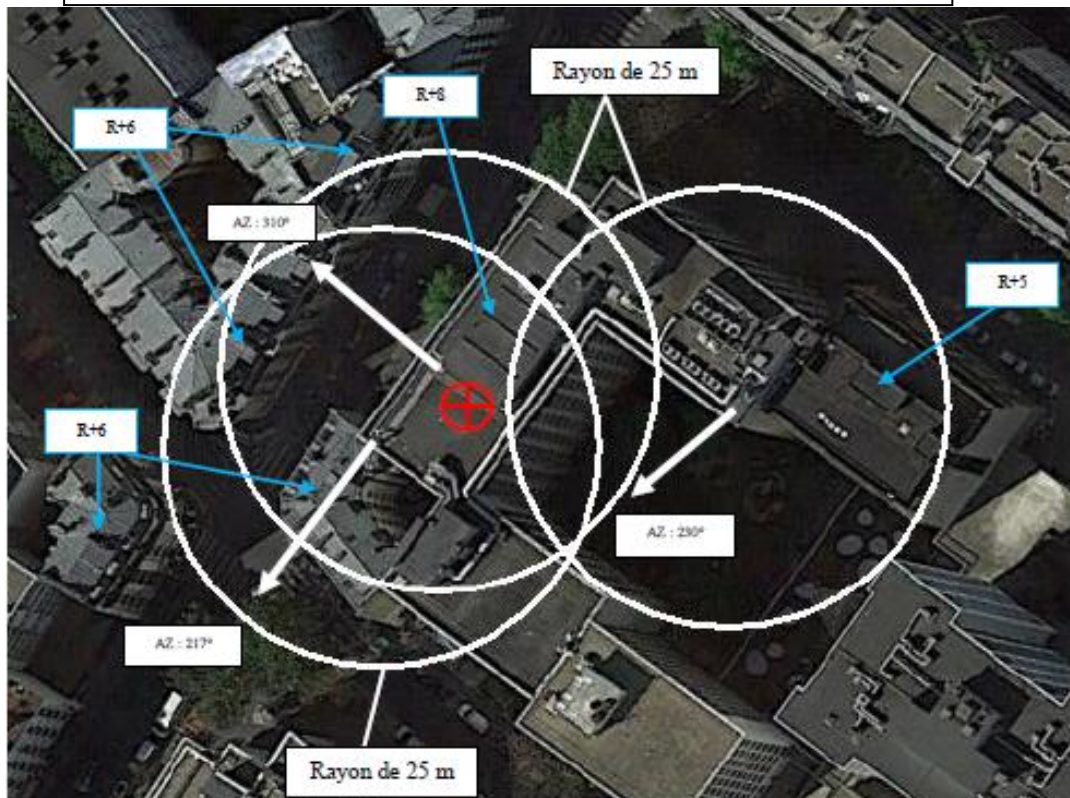 Rayon de 25 m
R+8
R+6
AZ : 310°
R+5
R+6
AZ : 230°
AZ : 217°
Rayon de 25 m